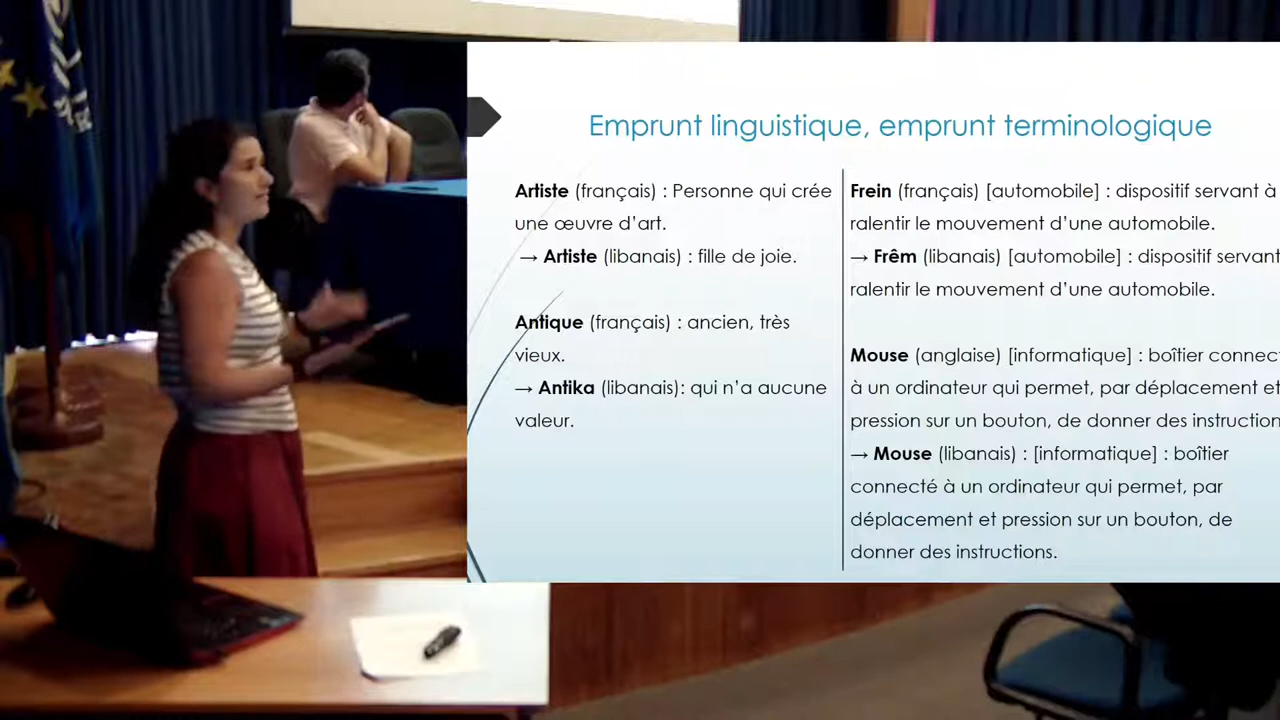 Emprunt linguistique, emprunt terminologique
Artiste (français) : Personne qui crée
une œuvre d’art.
→ Artiste (libanais) : fille de joie.
Antique (français) : ancien, très
vieux.
→ Antika (libanais): qui n’a aucune
valeur.
Frein (français) [automobile] : dispositif servant à
ralentir le mouvement d’une automobile.
→ Frêm (libanais) [automobile] : dispositif servant
ralentir le mouvement d’une automobile.
Mouse (anglaise) [informatique] : boîtier connec
à un ordinateur qui permet, par déplacement et
pression sur un bouton, de donner des instruction
→ Mouse (libanais) : [informatique] : boîtier
connecté à un ordinateur qui permet, par
déplacement et pression sur un bouton, de
donner des instructions.